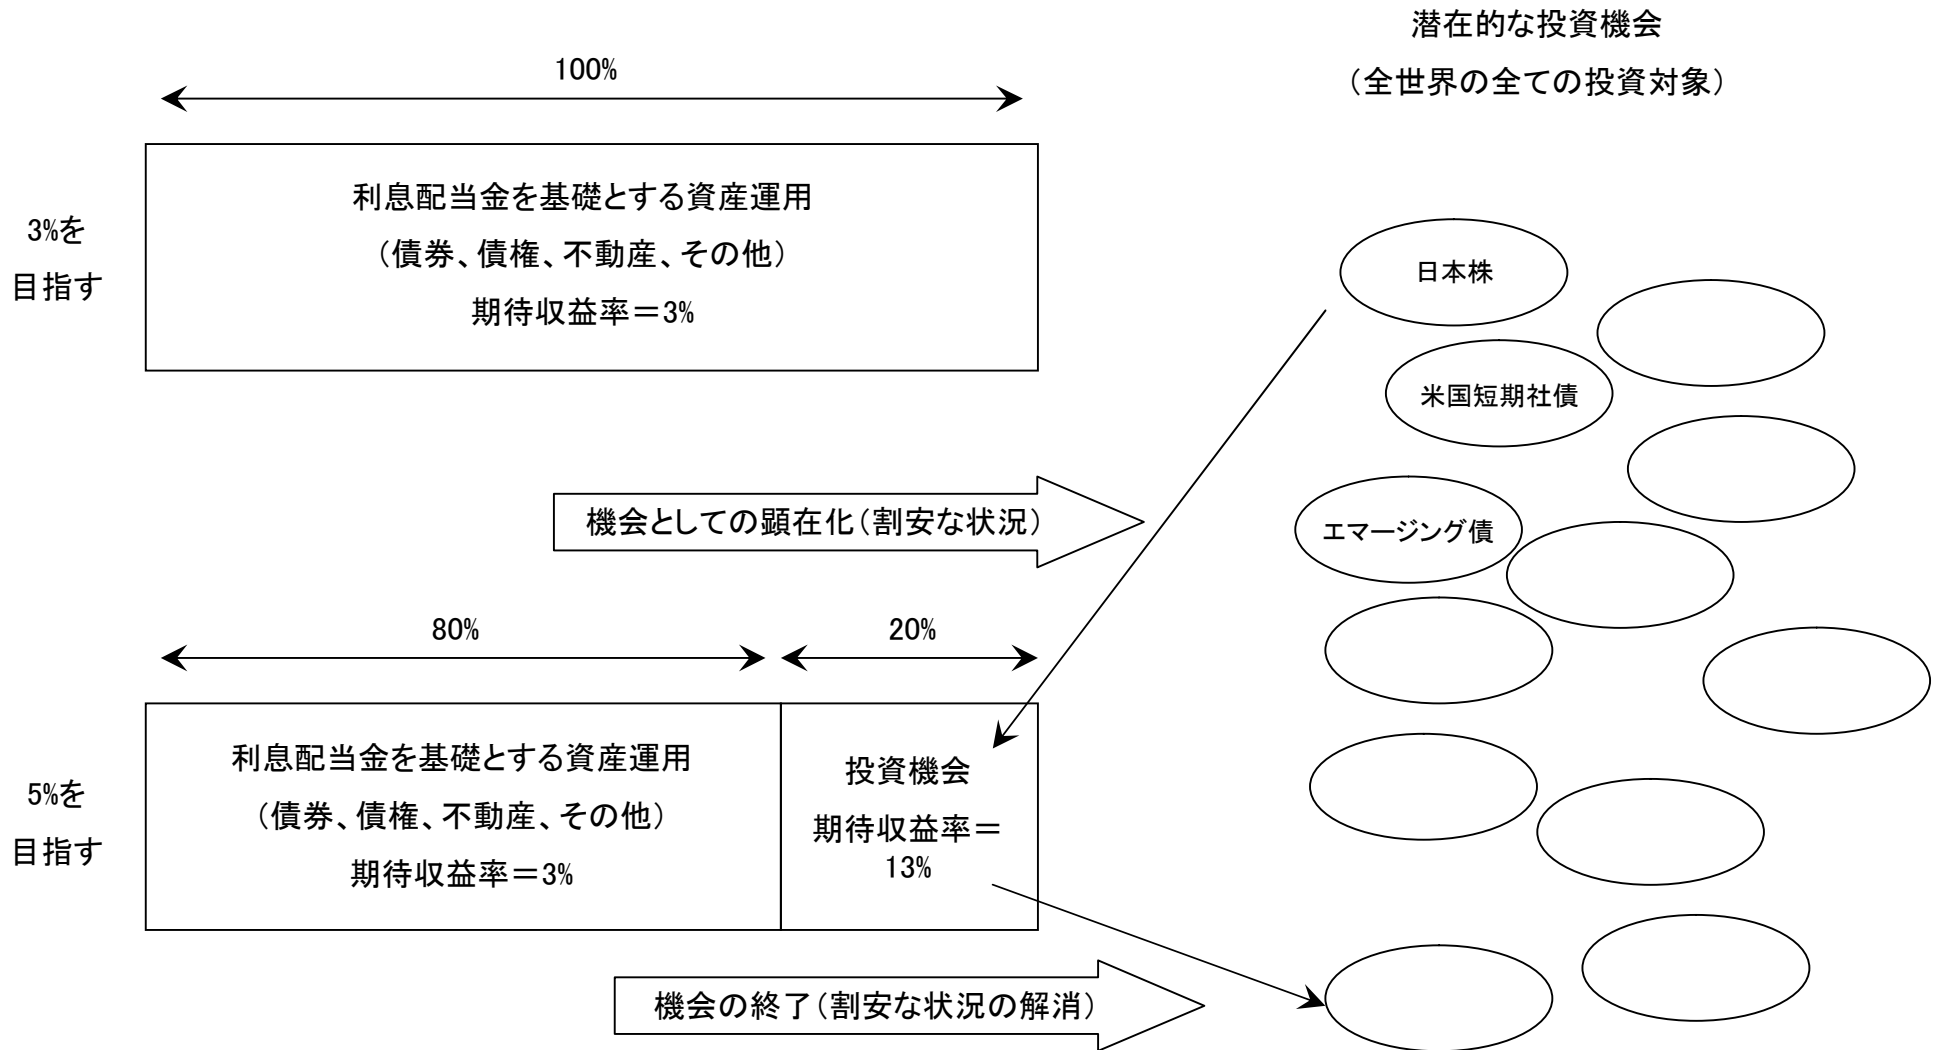 潜在的な投資機会
（全世界の全ての投資対象）
100%
利息配当金を基礎とする資産運用
（債券、債権、不動産、その他）
期待収益率＝3%
3%を
目指す
日本株
米国短期社債
エマージング債
機会としての顕在化（割安な状況）
80%
20%
利息配当金を基礎とする資産運用
（債券、債権、不動産、その他）
期待収益率＝3%
投資機会
期待収益率＝
13%
5%を
目指す
機会の終了（割安な状況の解消）